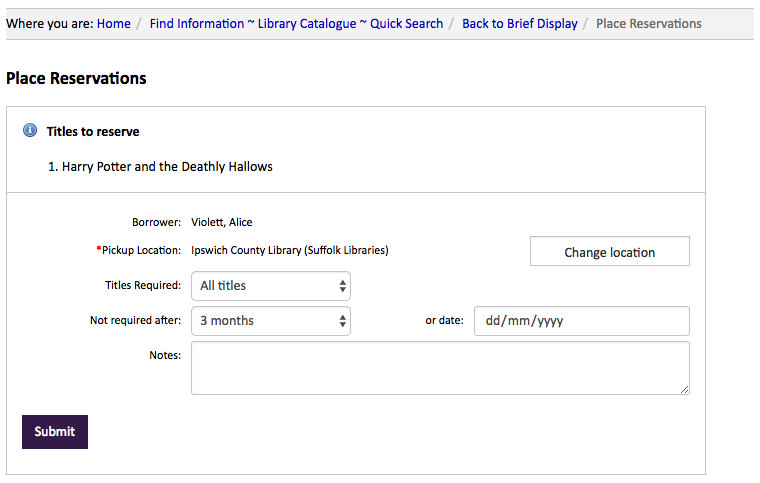 Where you are: Home / Find Information ~ Library Catalogue ~ Quick Search / Back to Brief Display / Place Reservations
Place Reservations
Titles to reserve
1. Harry Potter and the Deathly Hallows
Borrower: Violett, Alice
*Pickup Location: Ipswich County Library (Suffolk Libraries) Change location
Titles Required: All titles
Not required after: 3 months or date: dd/mm/yyyy
Notes:
Submit